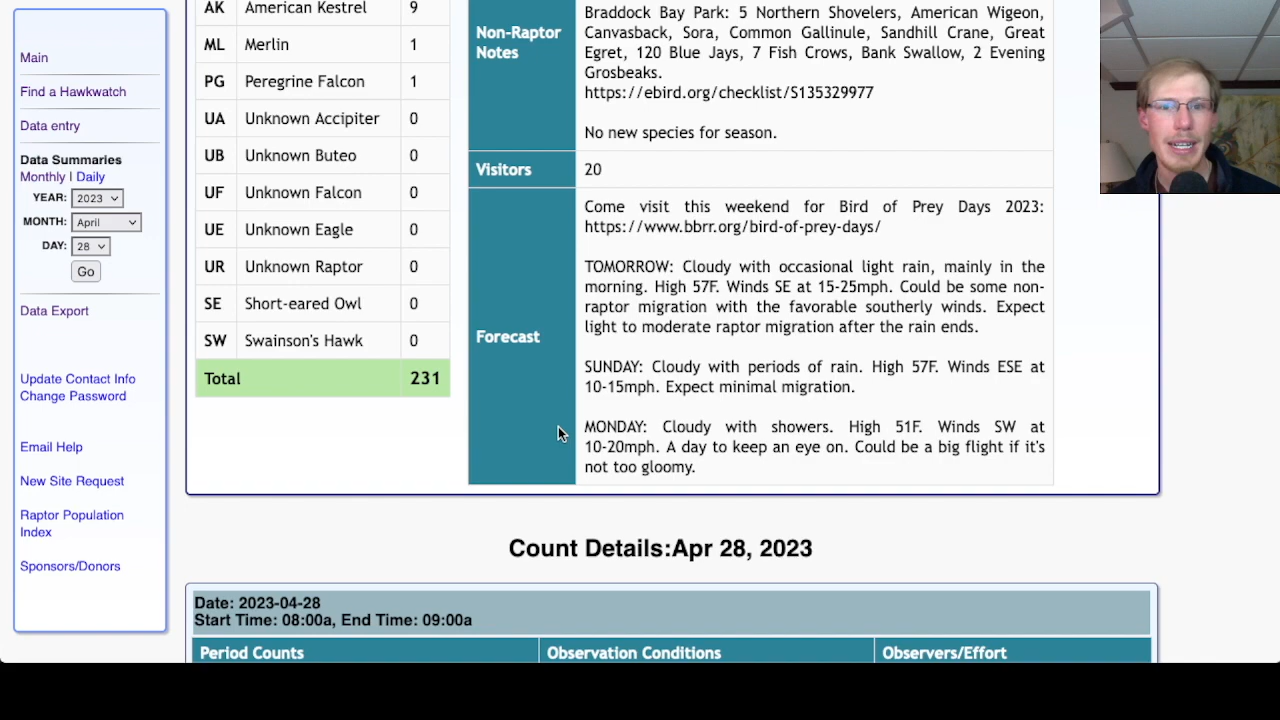 Main
Find a Hawkwatch
Data entry
Data Summaries
Monthly | Daily
YEAR: 2023
MONTH: April
DAY: 28
Go
Data Export
Update Contact Info
Change Password
Email Help
New Site Request
Raptor Population
Index
Sponsors/Donors
AK American Kestrel 9
ML Merlin 1
PG Peregrine Falcon 1
UA Unknown Accipiter 0
UB Unknown Buteo 0
UF Unknown Falcon 0
UE Unknown Eagle 0
UR Unknown Raptor 0
SE Short-eared Owl 0
SW Swainson's Hawk 0
Total 231
Non-Raptor
Notes
Braddock Bay Park: 5 Northern Shovelers, American Wigeon,
Canvasback, Sora, Common Gallinule, Sandhill Crane, Great
Egret, 120 Blue Jays, 7 Fish Crows, Bank Swallow, 2 Evening
Grosbeaks.
https://ebird.org/checklist/S135329977
No new species for season.
Visitors 20
Forecast
Come visit this weekend for Bird of Prey Days 2023:
https://www.bbrr.org/bird-of-prey-days/
TOMORROW: Cloudy with occasional light rain, mainly in the
morning. High 57F. Winds SE at 15-25mph. Could be some non-
raptor migration with the favorable southerly winds. Expect
light to moderate raptor migration after the rain ends.
SUNDAY: Cloudy with periods of rain. High 57F. Winds ESE at
10-15mph. Expect minimal migration.
MONDAY: Cloudy with showers. High 51F. Winds SW at
10-20mph. A day to keep an eye on. Could be a big flight if it's
not too gloomy.
Count Details:Apr 28, 2023
Date: 2023-04-28
Start Time: 08:00a, End Time: 09:00a
Period Counts
Observation Conditions
Observers/Effort